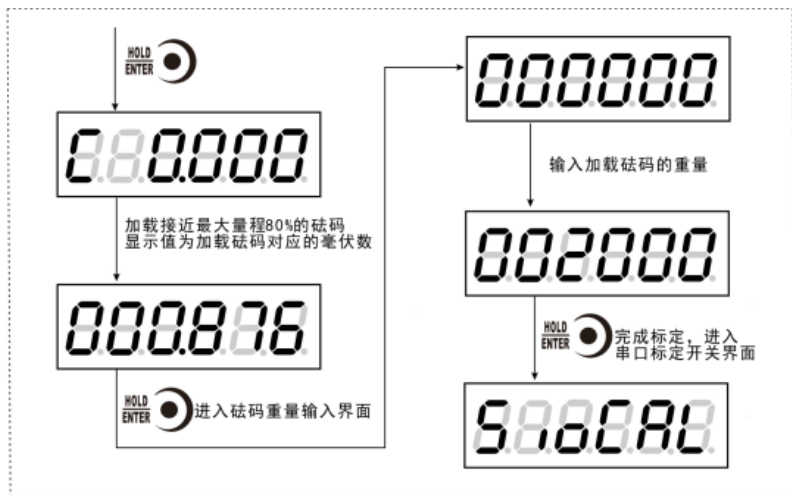 HOLD
ENTER
C 0.000
加载接近最大量程80%的砝码
显示值为加载砝码对应的毫伏数
000.876
HOLD
ENTER
进入砝码重量输入界面
000000
输入加载砝码的重量
002000
HOLD
ENTER
完成标定，进入
串口标定开关界面
S ioCAL